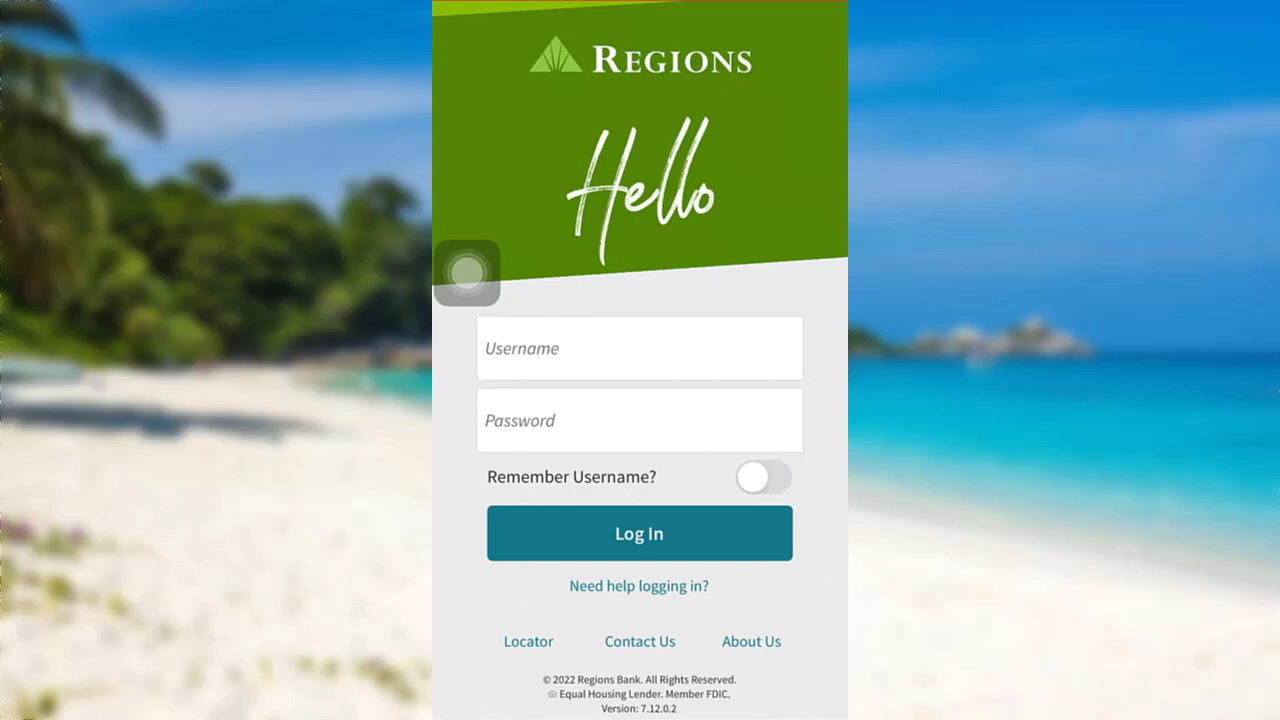 REGIONS
Hello
Username
Password
Remember Username?
Log In
Need help logging in?
Locator Contact Us About Us
© 2022 Regions Bank. All Rights Reserved.
Equal Housing Lender. Member FDIC.
Version: 7.12.0.2